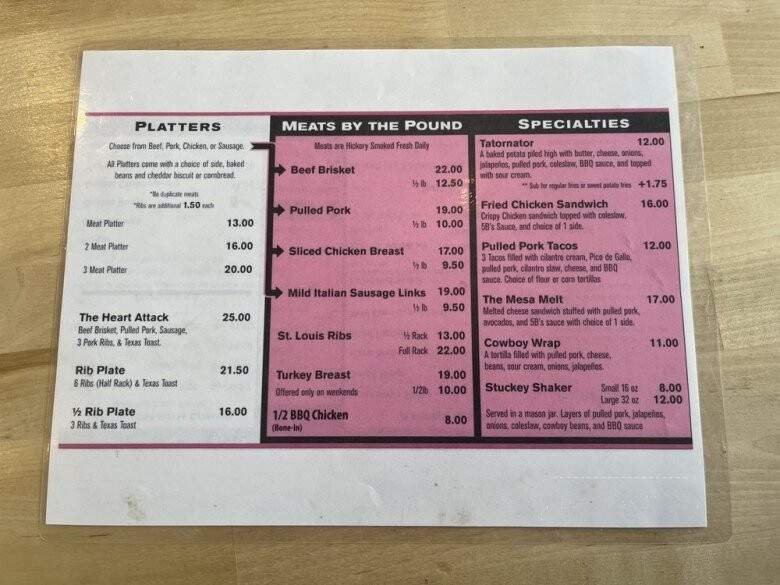 PLATTERS
Choose from Beef, Pork, Chicken, or Sausage.
All Platters come with a choice of side, baked
beans and cheddar biscuit or cornbread.
*No duplicate meats
*Ribs are additional 1.50 each
Meat Platter 13.00
2 Meat Platter 16.00
3 Meat Platter 20.00
The Heart Attack 25.00
Beef Brisket, Pulled Pork, Sausage,
3 Pork Ribs, & Texas Toast.
Rib Plate 21.50
6 Ribs (Half Rack) & Texas Toast
½ Rib Plate 16.00
3 Ribs & Texas Toast
MEATS BY THE POUND
Meats are Hickory Smoked Fresh Daily
Beef Brisket 22.00
½ lb 12.50
Pulled Pork 19.00
½ lb 10.00
Sliced Chicken Breast 17.00
½ lb 9.50
Mild Italian Sausage Links 19.00
½ lb 9.50
St. Louis Ribs ½ Rack 13.00
Full Rack 22.00
Turkey Breast 19.00
Offered only on weekends 1/2lb 10.00
1/2 BBQ Chicken
(Bone-In) 8.00
SPECIALTIES
Tatornator 12.00
A baked potato piled high with butter, cheese, onions,
jalapeños, pulled pork, coleslaw, BBQ sauce, and topped
with sour cream.
** Sub for regular fries or sweet potato fries +1.75
Fried Chicken Sandwich 16.00
Crispy Chicken sandwich topped with coleslaw,
5B's Sauce, and choice of 1 side.
Pulled Pork Tacos 12.00
3 Tacos filled with cilantro cream, Pico de Gallo,
pulled pork, cilantro slaw, cheese, and BBQ
sauce. Choice of flour or corn tortillas
The Mesa Melt 17.00
Melted cheese sandwich stuffed with pulled pork,
avocados, and 5B's sauce with choice of 1 side.
Cowboy Wrap 11.00
A tortilla filled with pulled pork, cheese,
beans, sour cream, onions, jalapeños.
Stuckey Shaker Small 16 oz 8.00
Large 32 oz 12.00
Served in a mason jar. Layers of pulled pork, jalapeños,
onions, coleslaw, cowboy beans, and BBQ sauce